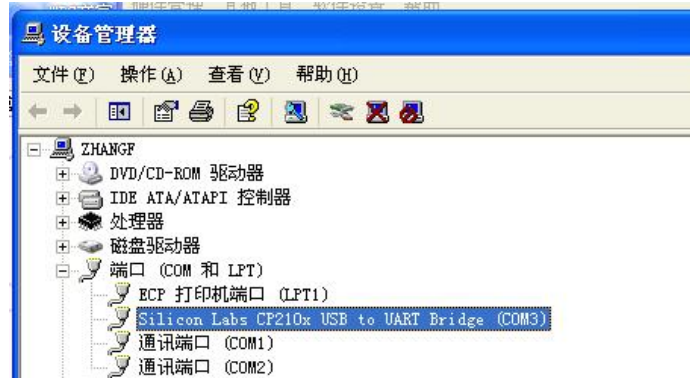 设备管理器
文件(F) 操作(A) 查看(V) 帮助(H)
ZHANGF
DVD/CD-ROM 驱动器
IDE ATA/ATAPI 控制器
处理器
磁盘驱动器
端口 (COM 和 LPT)
ECP 打印机端口 (LPT1)
Silicon Labs CP210x USB to UART Bridge (COM3)
通讯端口 (COM1)
通讯端口 (COM2)